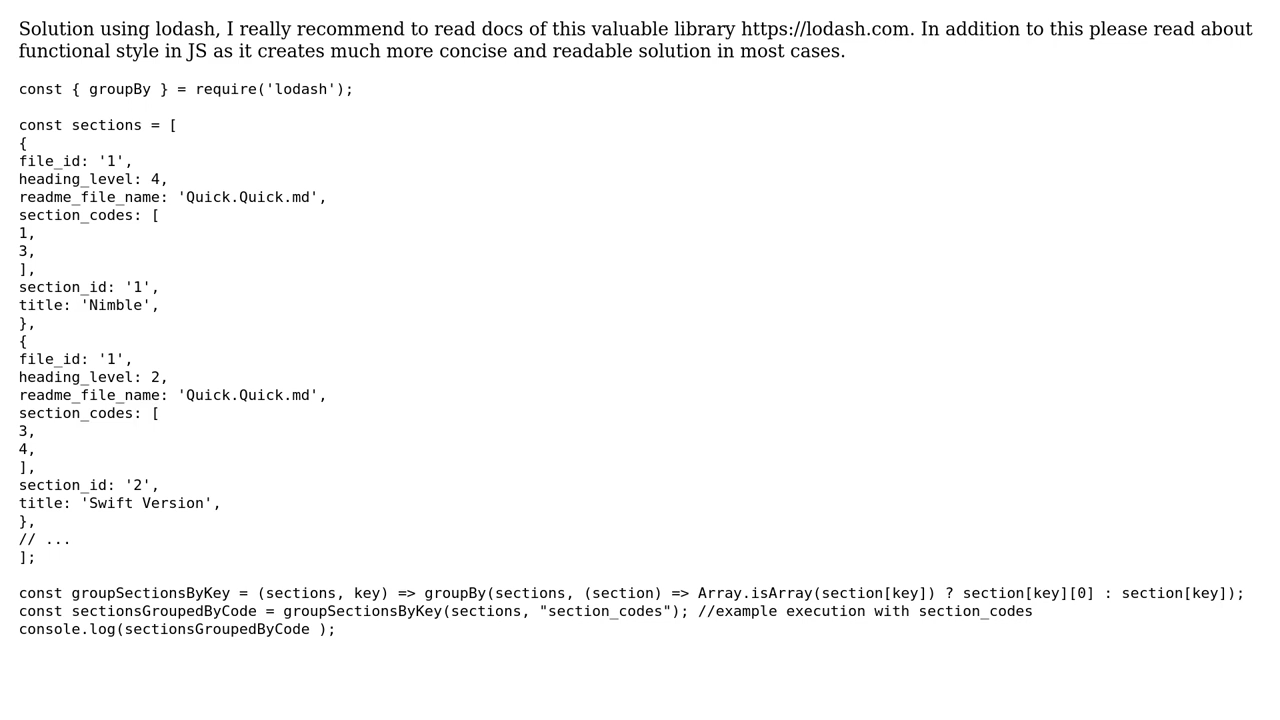 Solution using lodash, I really recommend to read docs of this valuable library https://lodash.com. In addition to this please read about
functional style in JS as it creates much more concise and readable solution in most cases.
const { groupBy } = require('lodash');
const sections = [
{
file_id: '1',
heading_level: 4,
readme_file_name: 'Quick.Quick.md',
section_codes: [
1,
3,
],
section_id: '1',
title: 'Nimble',
},
{
file_id: '1',
heading_level: 2,
readme_file_name: 'Quick.Quick.md',
section_codes: [
3,
4,
],
section_id: '2',
title: 'Swift Version',
},
// ...
];
const groupSectionsByKey = (sections, key) => groupBy(sections, (section) => Array.isArray(section[key]) ? section[key][0] : section[key]);
const sectionsGroupedByCode = groupSectionsByKey(sections, "section_codes"); //example execution with section_codes
console.log(sectionsGroupedByCode );